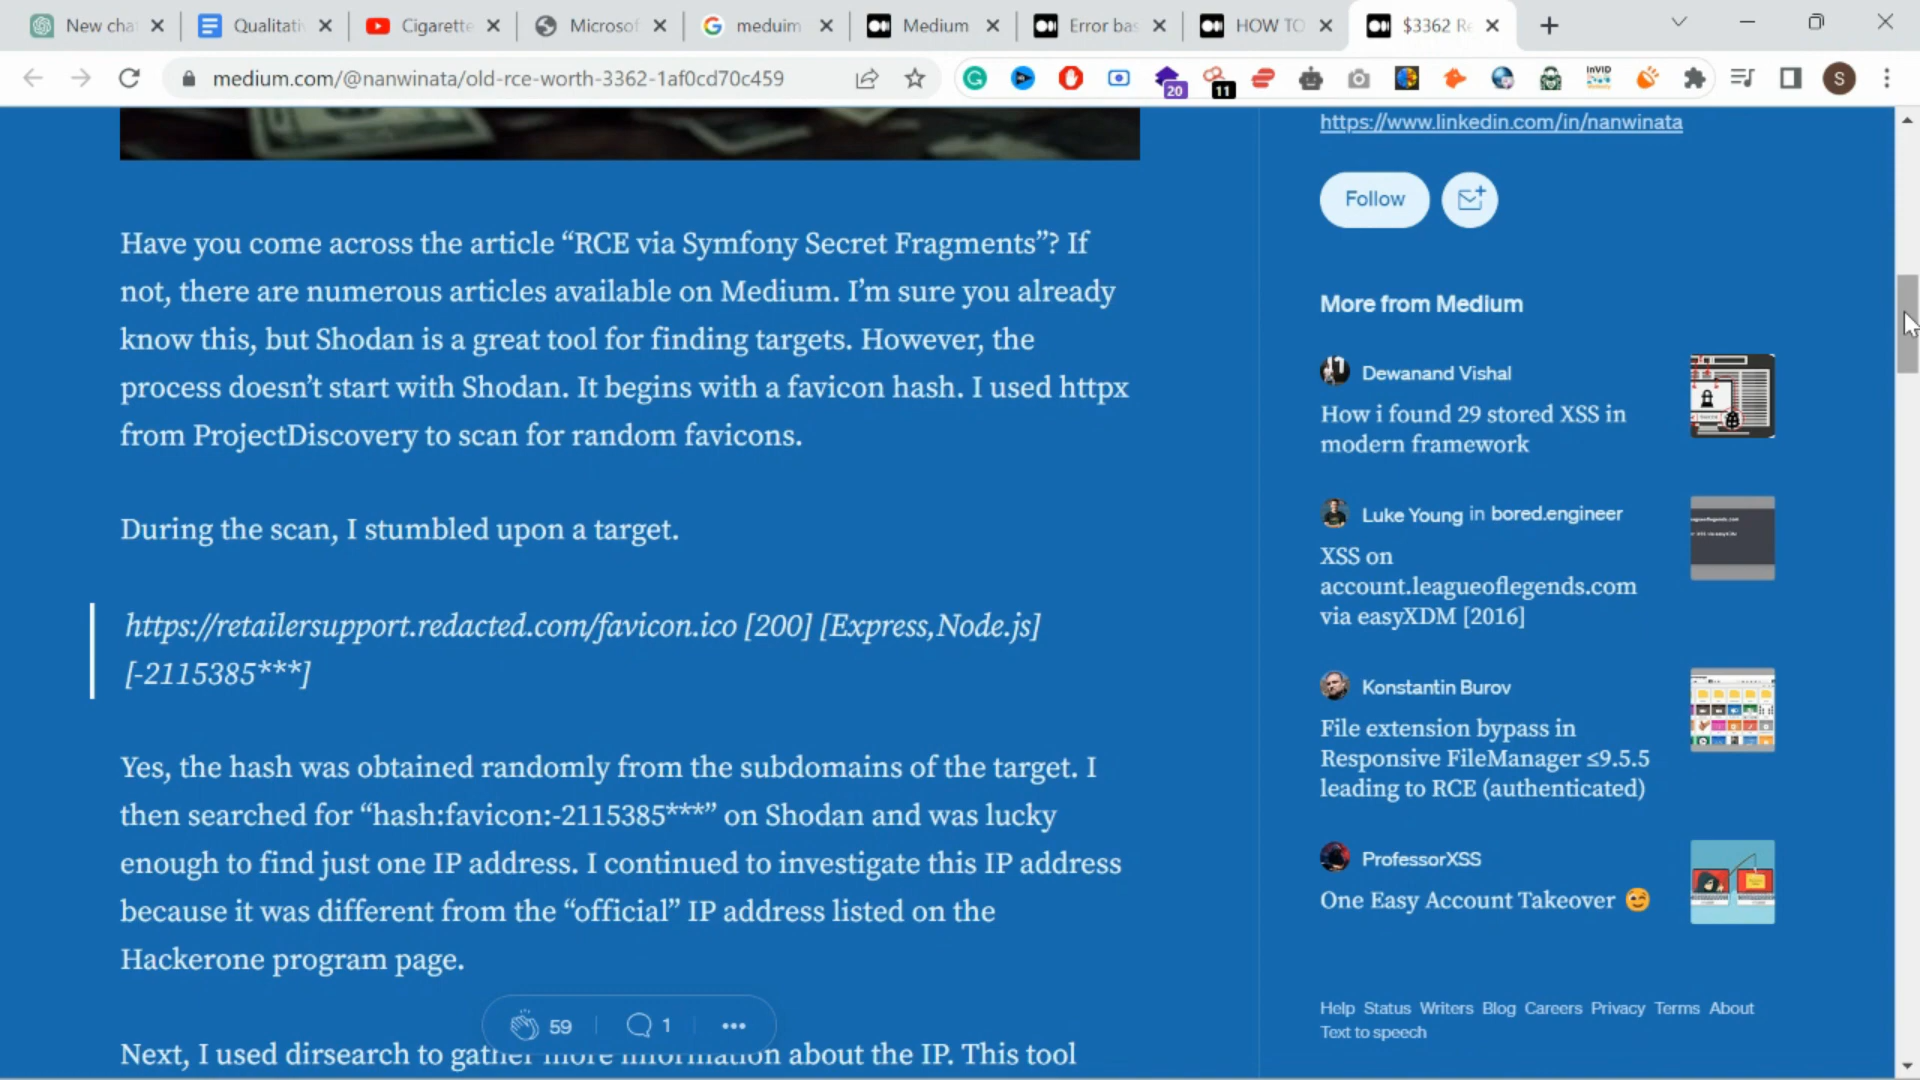 New cha
Qualitati
Cigarette
Microsof
meduim
Medium
Error bas
HOW TO
$3362 Re
medium.com/@nanwinata/old-rce-worth-3362-1af0cd70c459
20
11
InVID
S
https://www.linkedin.com/in/nanwinata
Follow
Have you come across the article “RCE via Symfony Secret Fragments”? If
not, there are numerous articles available on Medium. I’m sure you already
know this, but Shodan is a great tool for finding targets. However, the
process doesn’t start with Shodan. It begins with a favicon hash. I used httpx
from ProjectDiscovery to scan for random favicons.
During the scan, I stumbled upon a target.
https://retailersupport.redacted.com/favicon.ico [200] [Express,Node.js]
[-2115385***]
Yes, the hash was obtained randomly from the subdomains of the target. I
then searched for “hash:favicon:-2115385***” on Shodan and was lucky
enough to find just one IP address. I continued to investigate this IP address
because it was different from the “official” IP address listed on the
Hackerone program page.
59
1
Next, I used dirsearch to gather more information about the IP. This tool
More from Medium
Dewanand Vishal
How i found 29 stored XSS in
modern framework
Luke Young in bored.engineer
XSS on
account.leagueoflegends.com
via easyXDM [2016]
Konstantin Burov
File extension bypass in
Responsive FileManager ≤9.5.5
leading to RCE (authenticated)
ProfessorXSS
One Easy Account Takeover 😊
Help Status Writers Blog Careers Privacy Terms About
Text to speech